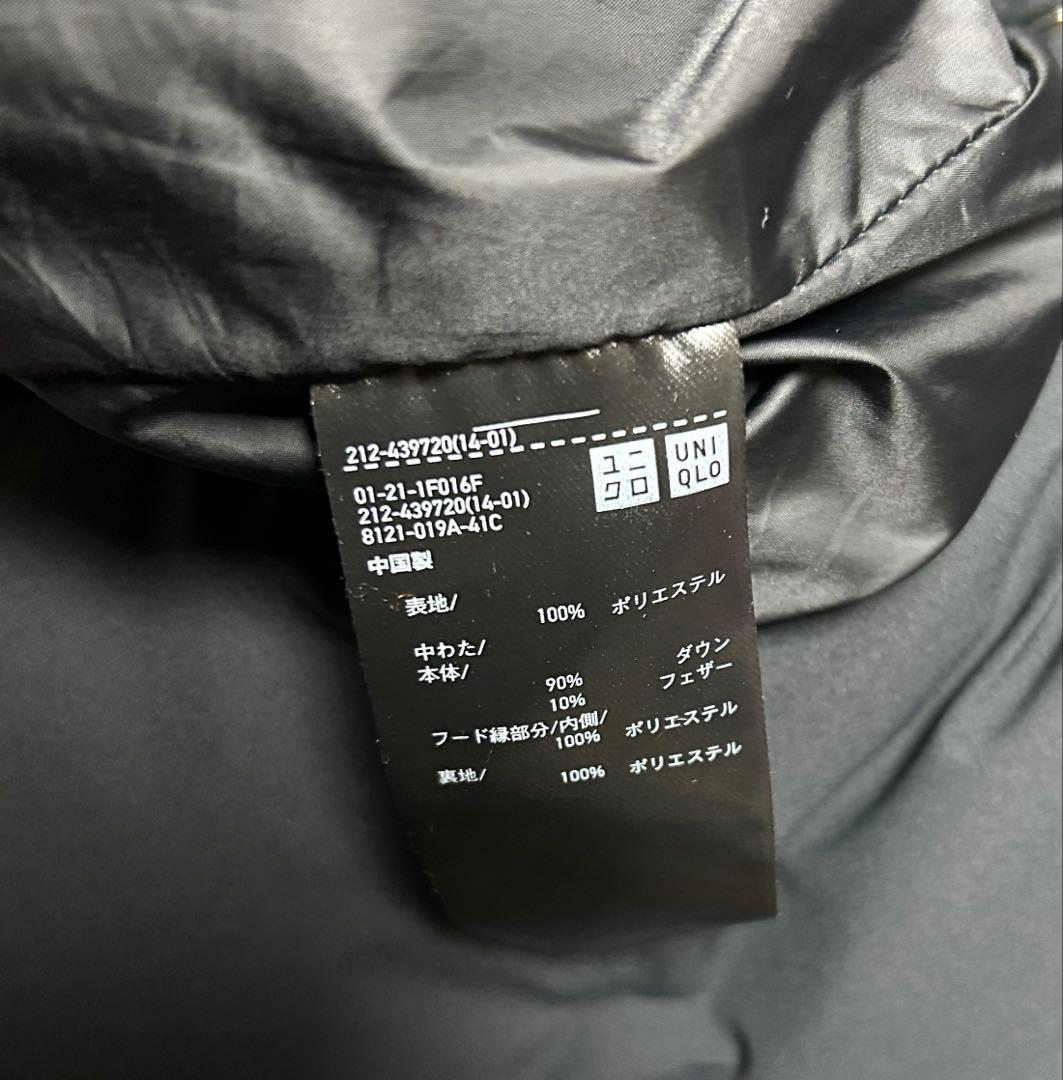 212-439720(14-01)
ユニ
クロ
UNI
QLO
01-21-1F016F
212-439720(14-01)
8121-019A-41C
中国製
表地/ 100% ポリエステル
中わた/
本体/ ダウン
90% フェザー
10%
フード縁部分/内側/
100% ポリエステル
裏地/ 100% ポリエステル